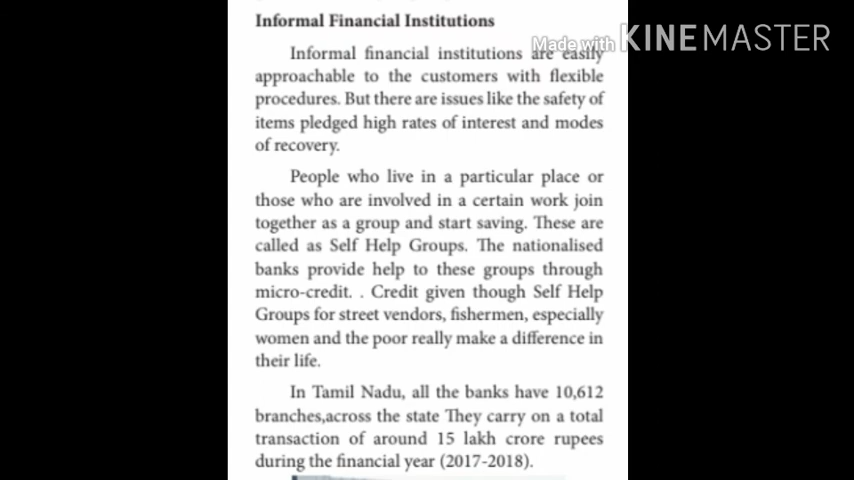 Informal Financial Institutions
Made with KINEMASTER
Informal financial institutions are easily
approachable to the customers with flexible
procedures. But there are issues like the safety of
items pledged high rates of interest and modes
of recovery.
People who live in a particular place or
those who are involved in a certain work join
together as a group and start saving. These are
called as Self Help Groups. The nationalised
banks provide help to these groups through
micro-credit. . Credit given though Self Help
Groups for street vendors, fishermen, especially
women and the poor really make a difference in
their life.
In Tamil Nadu, all the banks have 10,612
branches,across the state They carry on a total
transaction of around 15 lakh crore rupees
during the financial year (2017-2018).